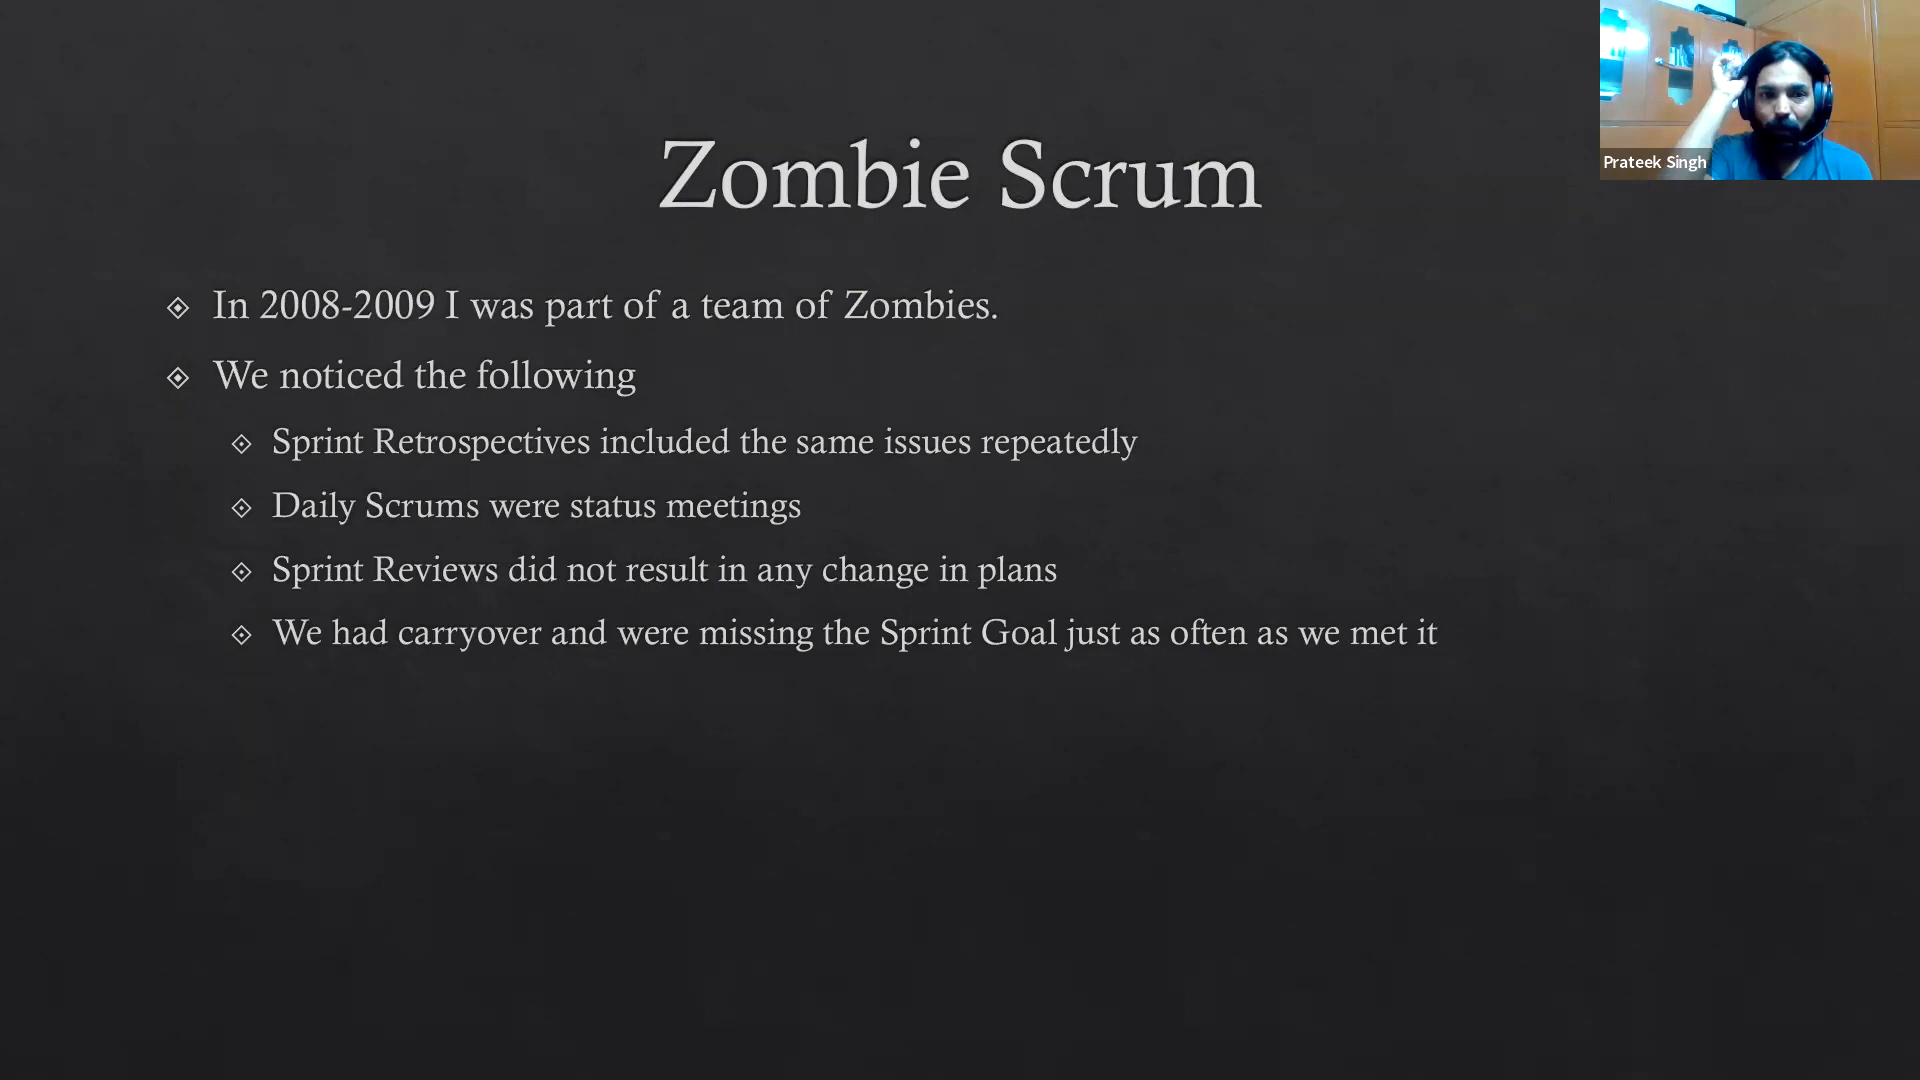 Zombie Scrum
Prateek Singh
In 2008-2009 I was part of a team of Zombies.
We noticed the following
Sprint Retrospectives included the same issues repeatedly
Daily Scrums were status meetings
Sprint Reviews did not result in any change in plans
We had carryover and were missing the Sprint Goal just as often as we met it